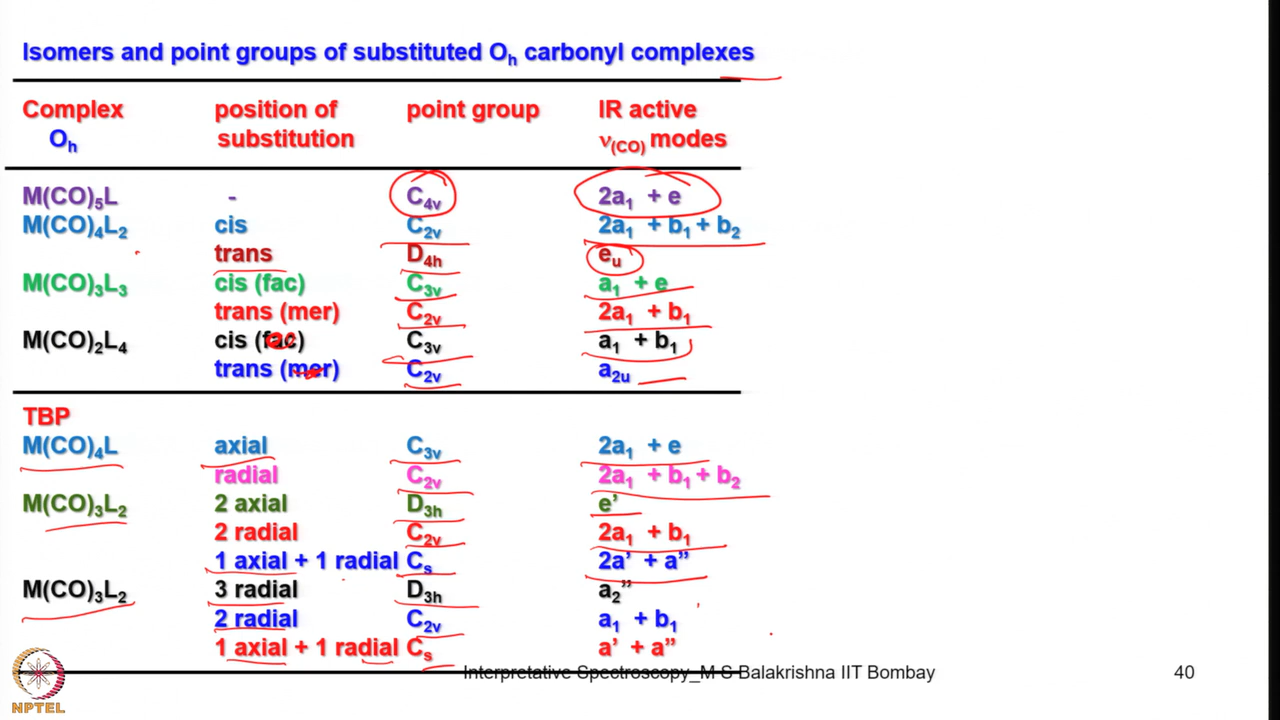 Isomers and point groups of substituted Oₕ carbonyl complexes
Complex position of point group IR active
Oₕ substitution ν(CO) modes
M(CO)₅L - C₄ᵥ 2a₁ + e
M(CO)₄L₂ cis C₂ᵥ 2a₁ + b₁ + b₂
trans D₄ₕ eᵤ
M(CO)₃L₃ cis (fac) C₃ᵥ a₁ + e
trans (mer) C₂ᵥ 2a₁ + b₁
M(CO)₂L₄ cis (fac) C₃ᵥ a₁ + b₁
trans (mer) C₂ᵥ a₂ᵤ
TBP
M(CO)₄L axial C₃ᵥ 2a₁ + e
radial C₂ᵥ 2a₁ + b₁ + b₂
M(CO)₃L₂ 2 axial D₃ₕ e’
2 radial C₂ᵥ 2a₁ + b₁
1 axial + 1 radial Cₛ 2a’ + a”
M(CO)₃L₂ 3 radial D₃ₕ a₂”
2 radial C₂ᵥ a₁ + b₁
1 axial + 1 radial Cₛ a’ + a”
Interpretative Spectroscopy_M S Balakrishna IIT Bombay 40
NPTEL